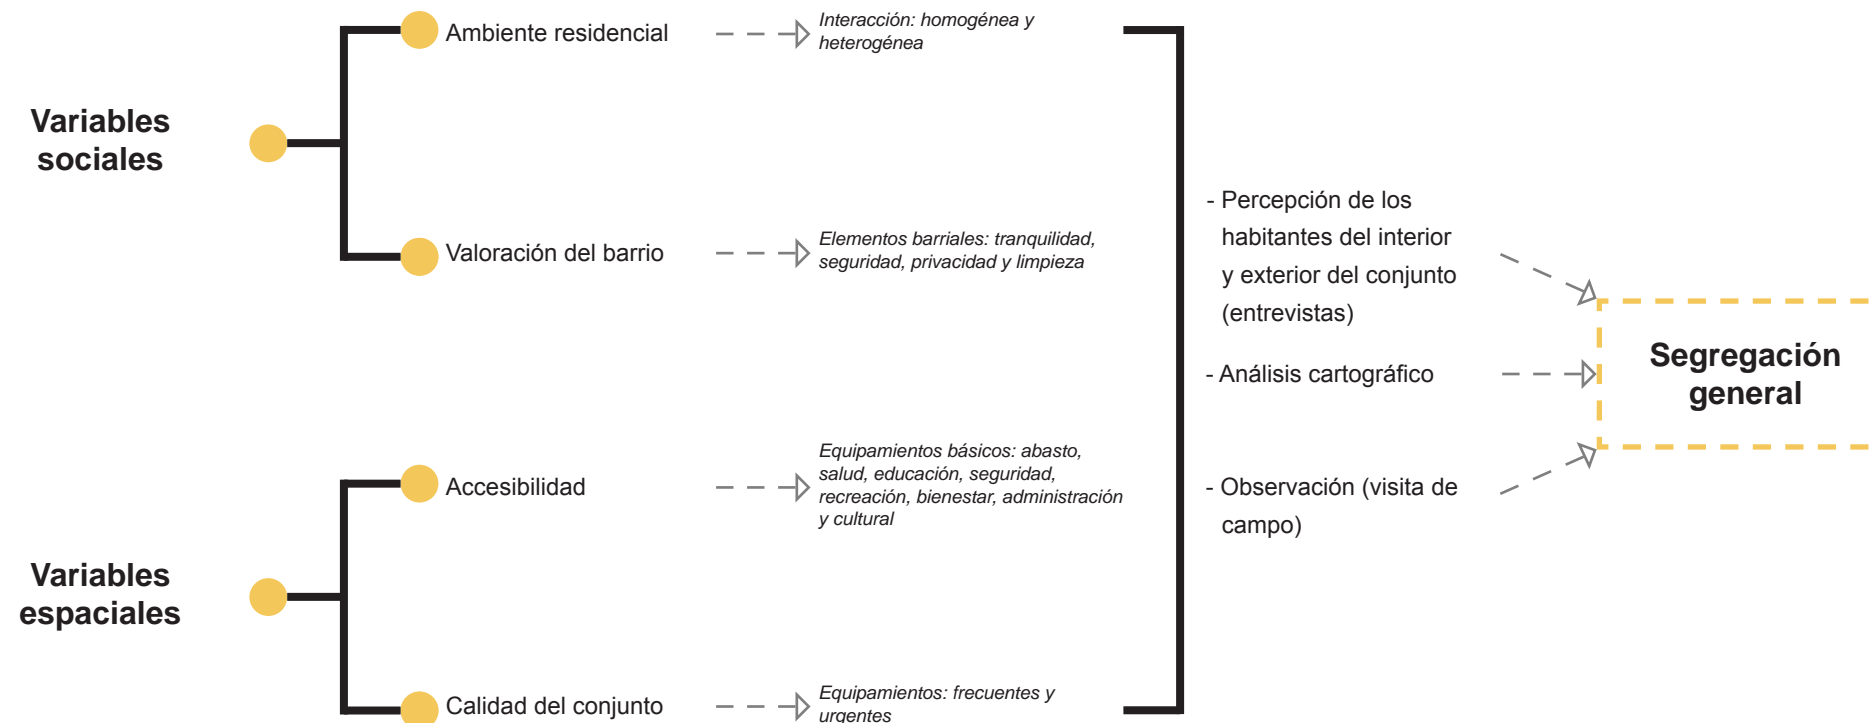 Variables
sociales
Ambiente residencial
Interacción: homogénea y
heterogénea
Valoración del barrio
Elementos barriales: tranquilidad,
seguridad, privacidad y limpieza
Variables
espaciales
Accesibilidad
Equipamientos básicos: abasto,
salud, educación, seguridad,
recreación, bienestar, administración
y cultural
Calidad del conjunto
Equipamientos: frecuentes y
urgentes
- Percepción de los
habitantes del interior
y exterior del conjunto
(entrevistas)
- Análisis cartográfico
- Observación (visita de
campo)
Segregación
general